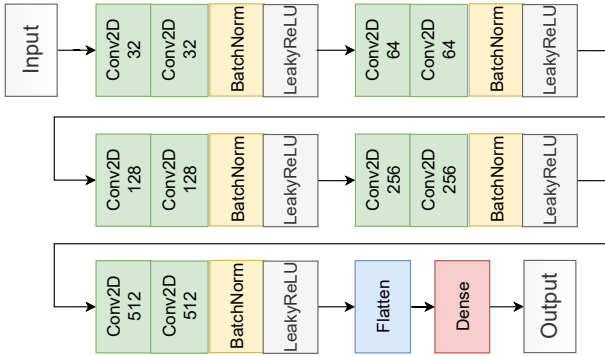 Input
Conv2D
32
Conv2D
32
BatchNorm
LeakyReLU
Conv2D
64
Conv2D
64
BatchNorm
LeakyReLU
Conv2D
128
Conv2D
128
BatchNorm
LeakyReLU
Conv2D
256
Conv2D
256
BatchNorm
LeakyReLU
Conv2D
512
Conv2D
512
BatchNorm
LeakyReLU
Flatten
Dense
Output